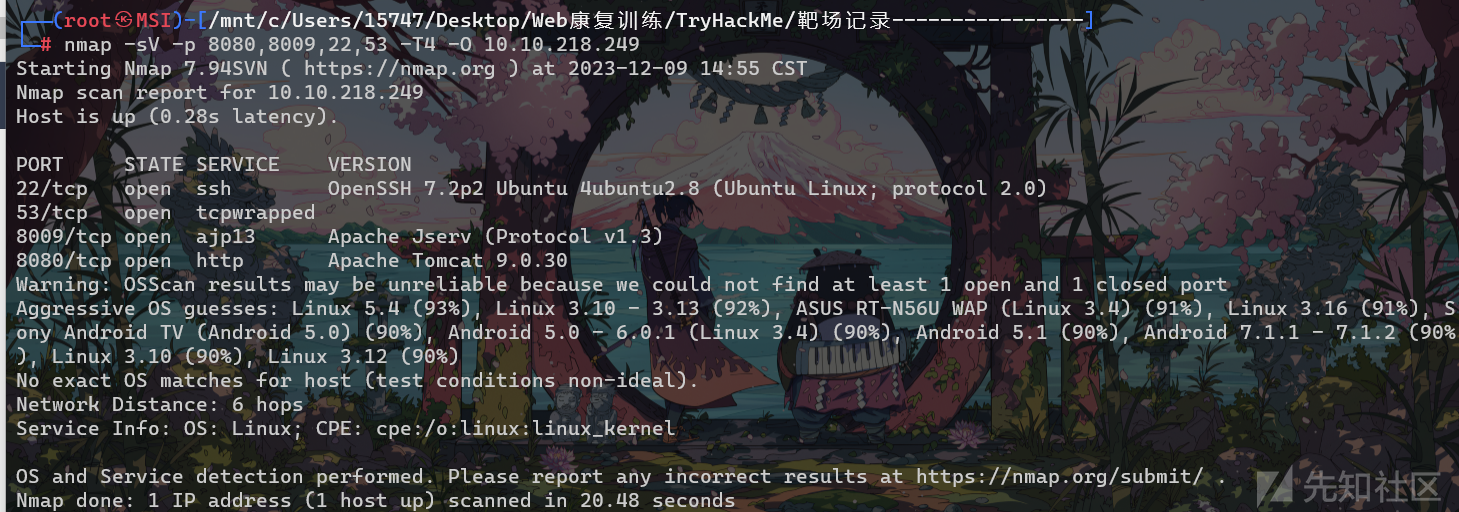 ┌──(root㉿MSI)-[/mnt/c/Users/15747/Desktop/Web康复训练/TryHackMe/靶场记录----------------]
└─# nmap -sV -p 8080,8009,22,53 -T4 -O 10.10.218.249
Starting Nmap 7.94SVN ( https://nmap.org ) at 2023-12-09 14:55 CST
Nmap scan report for 10.10.218.249
Host is up (0.28s latency).

PORT     STATE SERVICE    VERSION
22/tcp   open  ssh        OpenSSH 7.2p2 Ubuntu 4ubuntu2.8 (Ubuntu Linux; protocol 2.0)
53/tcp   open  tcpwrapped
8009/tcp open  ajp13      Apache Jserv (Protocol v1.3)
8080/tcp open  http       Apache Tomcat 9.0.30
Warning: OSScan results may be unreliable because we could not find at least 1 open and 1 closed port
Aggressive OS guesses: Linux 5.4 (93%), Linux 3.10 - 3.13 (92%), ASUS RT-N56U WAP (Linux 3.4) (91%), Linux 3.16 (91%), S
ony Android TV (Android 5.0) (90%), Android 5.0 - 6.0.1 (Linux 3.4) (90%), Android 5.1 (90%), Android 7.1.1 - 7.1.2 (90%
), Linux 3.10 (90%), Linux 3.12 (90%)
No exact OS matches for host (test conditions non-ideal).
Network Distance: 6 hops
Service Info: OS: Linux; CPE: cpe:/o:linux:linux_kernel

OS and Service detection performed. Please report any incorrect results at https://nmap.org/submit/ .
Nmap done: 1 IP address (1 host up) scanned in 20.48 seconds
先知社区